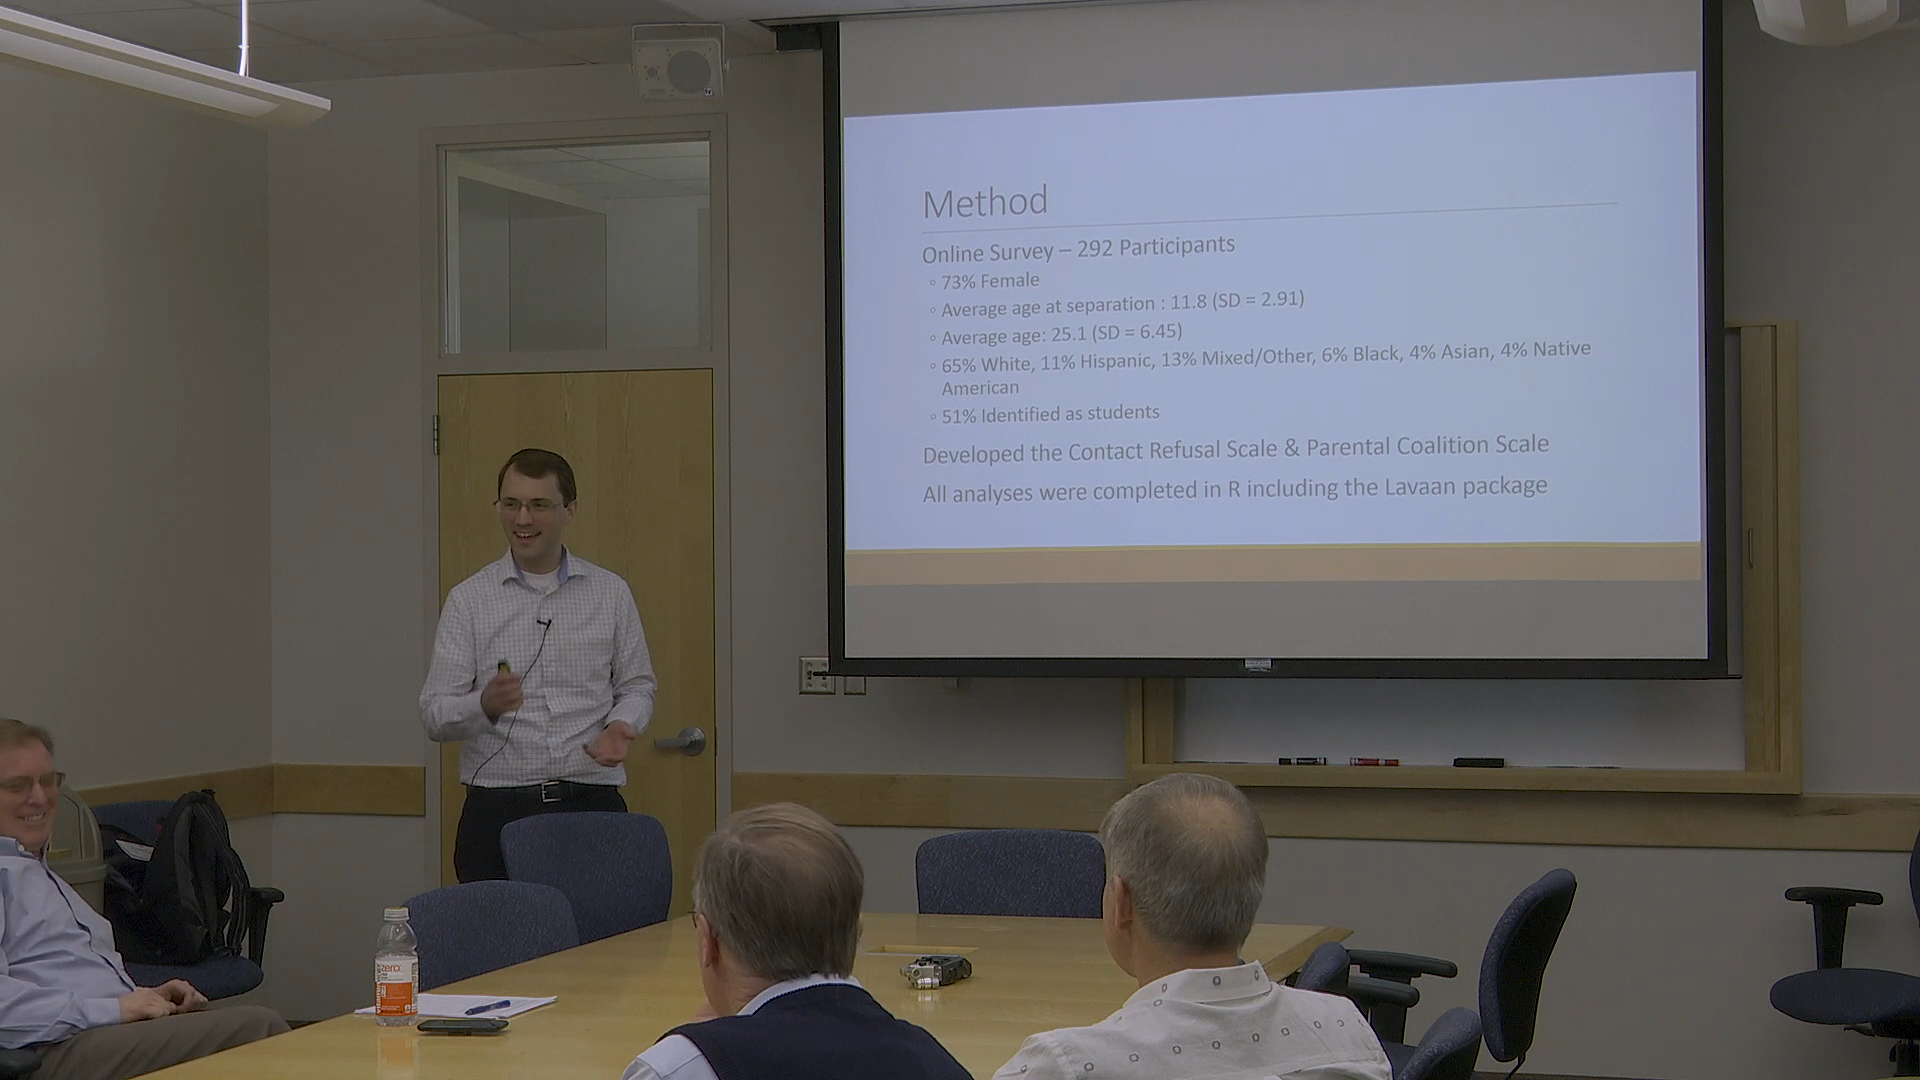 Method
Online Survey – 292 Participants
◦ 73% Female
◦ Average age at separation : 11.8 (SD = 2.91)
◦ Average age: 25.1 (SD = 6.45)
◦ 65% White, 11% Hispanic, 13% Mixed/Other, 6% Black, 4% Asian, 4% Native
American
◦ 51% Identified as students
Developed the Contact Refusal Scale & Parental Coalition Scale
All analyses were completed in R including the Lavaan package
zero